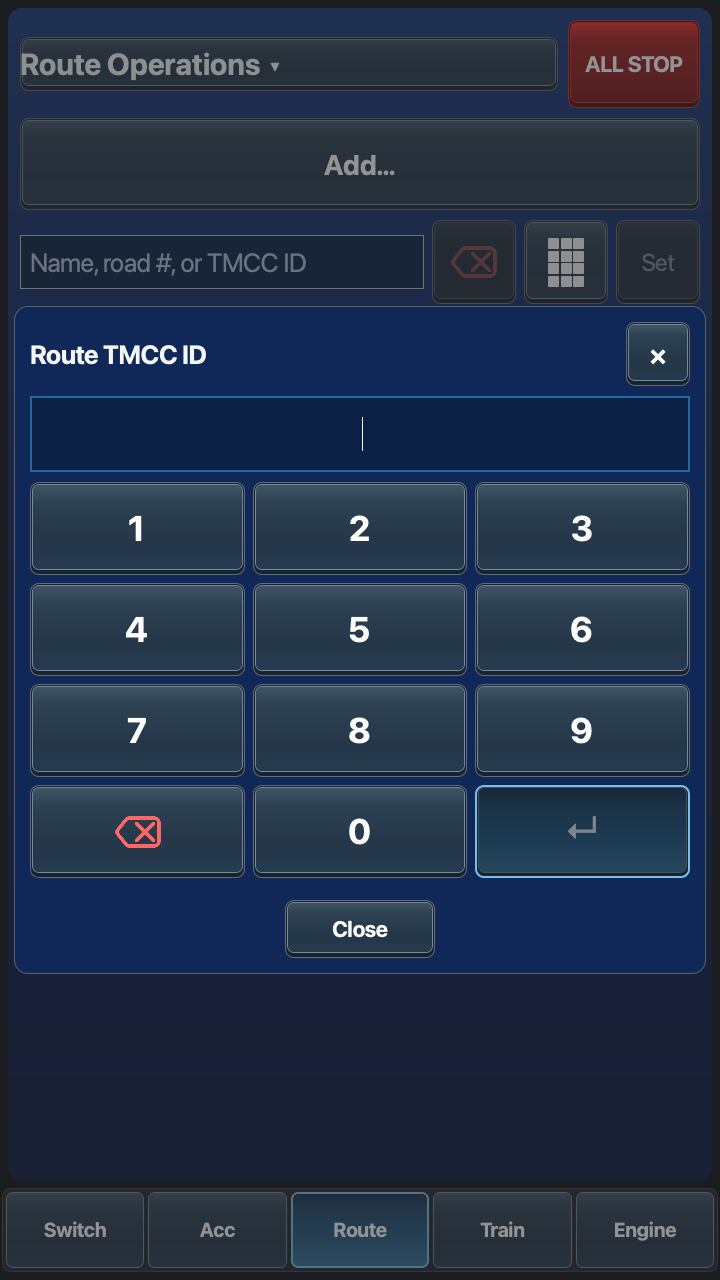 Route Operations ▾
ALL STOP
Add...
Name, road #, or TMCC ID
Set
Route TMCC ID
×
1 2 3
4 5 6
7 8 9
0
Close
Switch Acc Route Train Engine